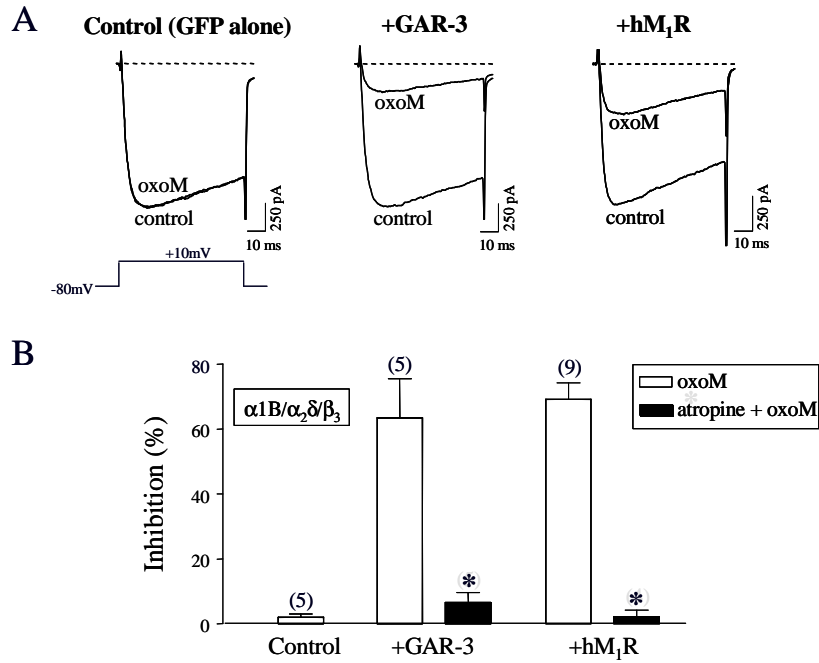 A
Control (GFP alone)
+GAR-3
+hM₁R
oxoM
control
250 pA
10 ms
oxoM
control
250 pA
10 ms
oxoM
control
250 pA
10 ms
+10mV
-80mV
B
Inhibition (%)
80
60
40
20
0
α1B/α₂δ/β₃
(5)
(5)
(*)
(9)
(*)
Control
+GAR-3
+hM₁R
oxoM
*
atropine + oxoM